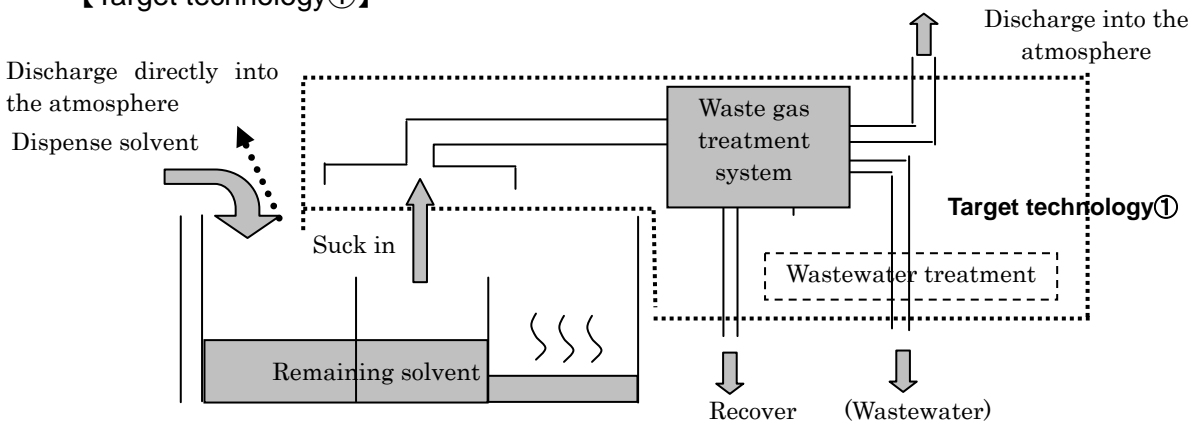 【Target technology①】
Discharge into the
atmosphere
Discharge directly into
the atmosphere
Dispense solvent
Waste gas
treatment
system
Target technology①
Suck in
Wastewater treatment
Remaining solvent
Recover
(Wastewater)